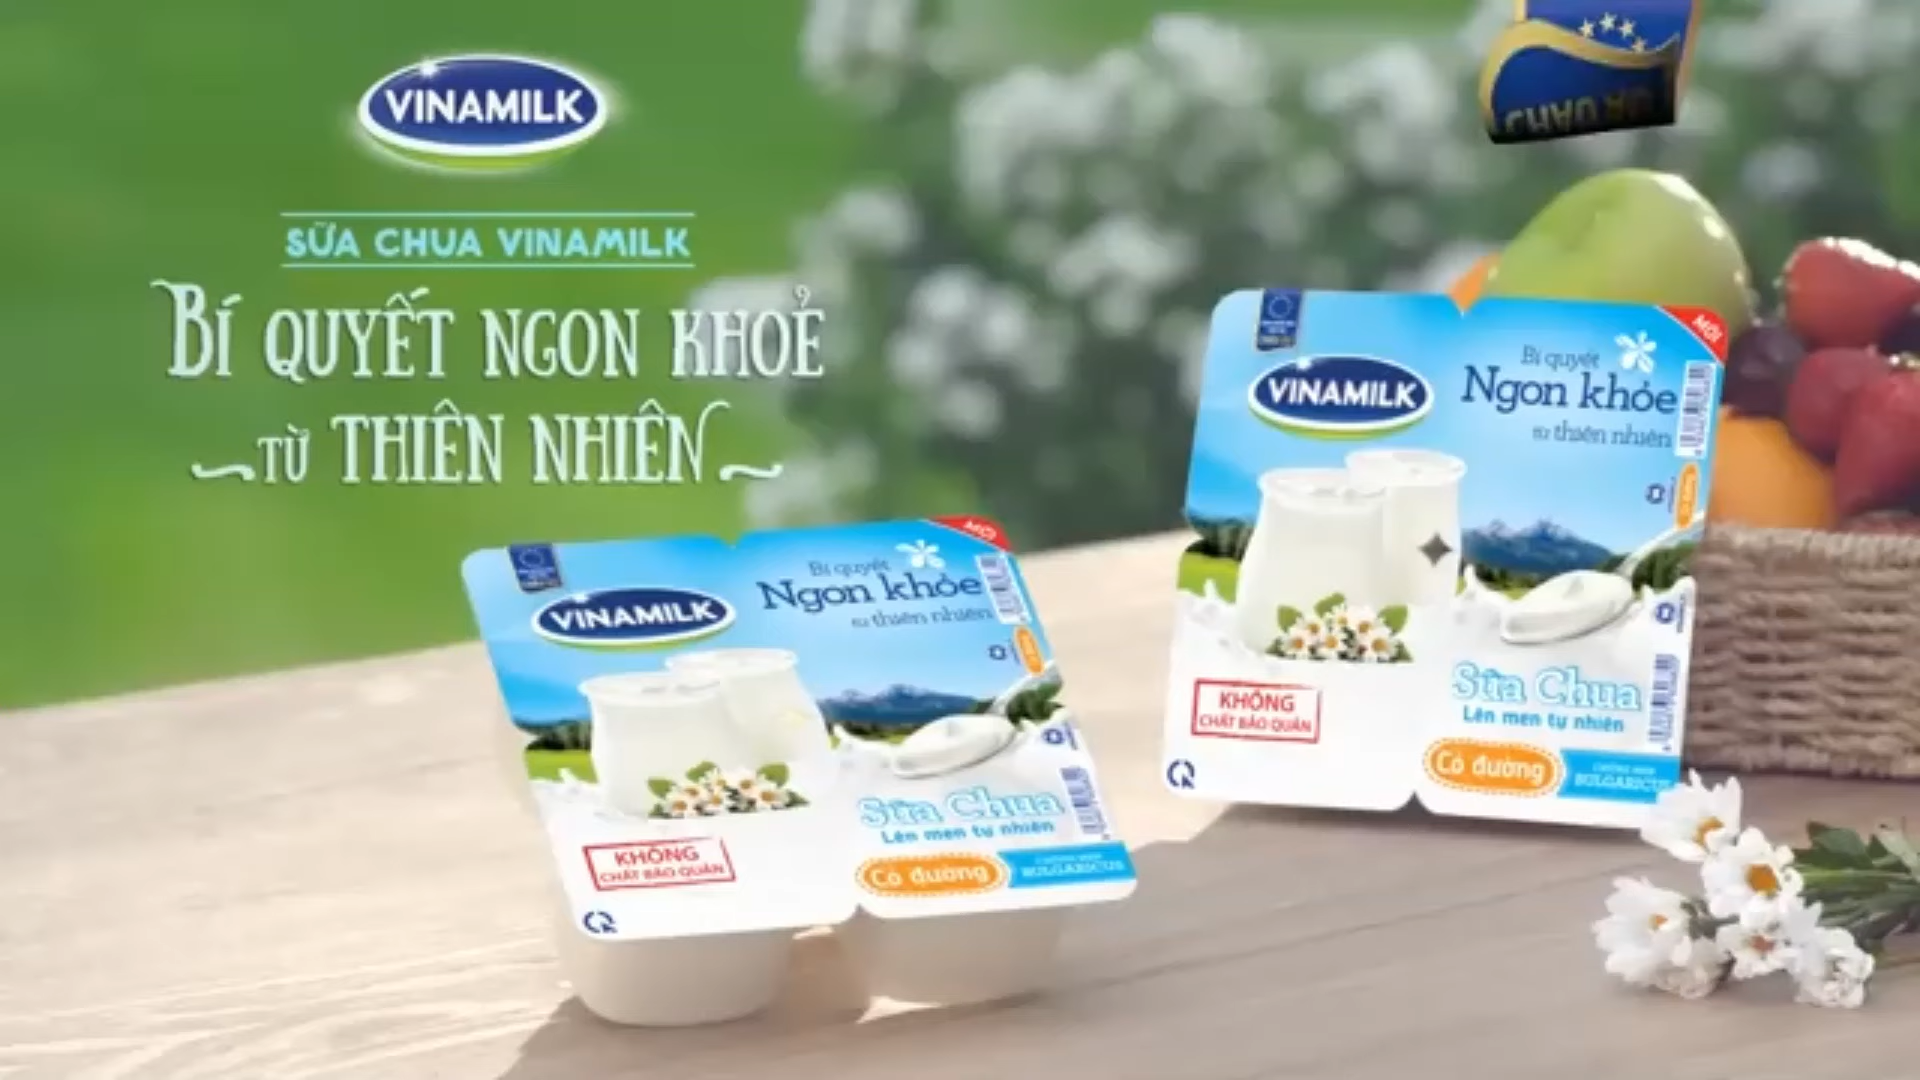 VINAMILK
SỮA CHUA VINAMILK
BÍ QUYẾT NGON KHOẺ
TỪ THIÊN NHIÊN
VINAMILK
Bí quyết
Ngon khỏe
từ thiên nhiên
MỚI
KHÔNG
CHẤT BẢO QUẢN
Sữa Chua
Lên men tự nhiên
Có đường
BULGARICUS
VINAMILK
Bí quyết
Ngon khỏe
từ thiên nhiên
MỚI
KHÔNG
CHẤT BẢO QUẢN
Sữa Chua
Lên men tự nhiên
Có đường
BULGARICUS